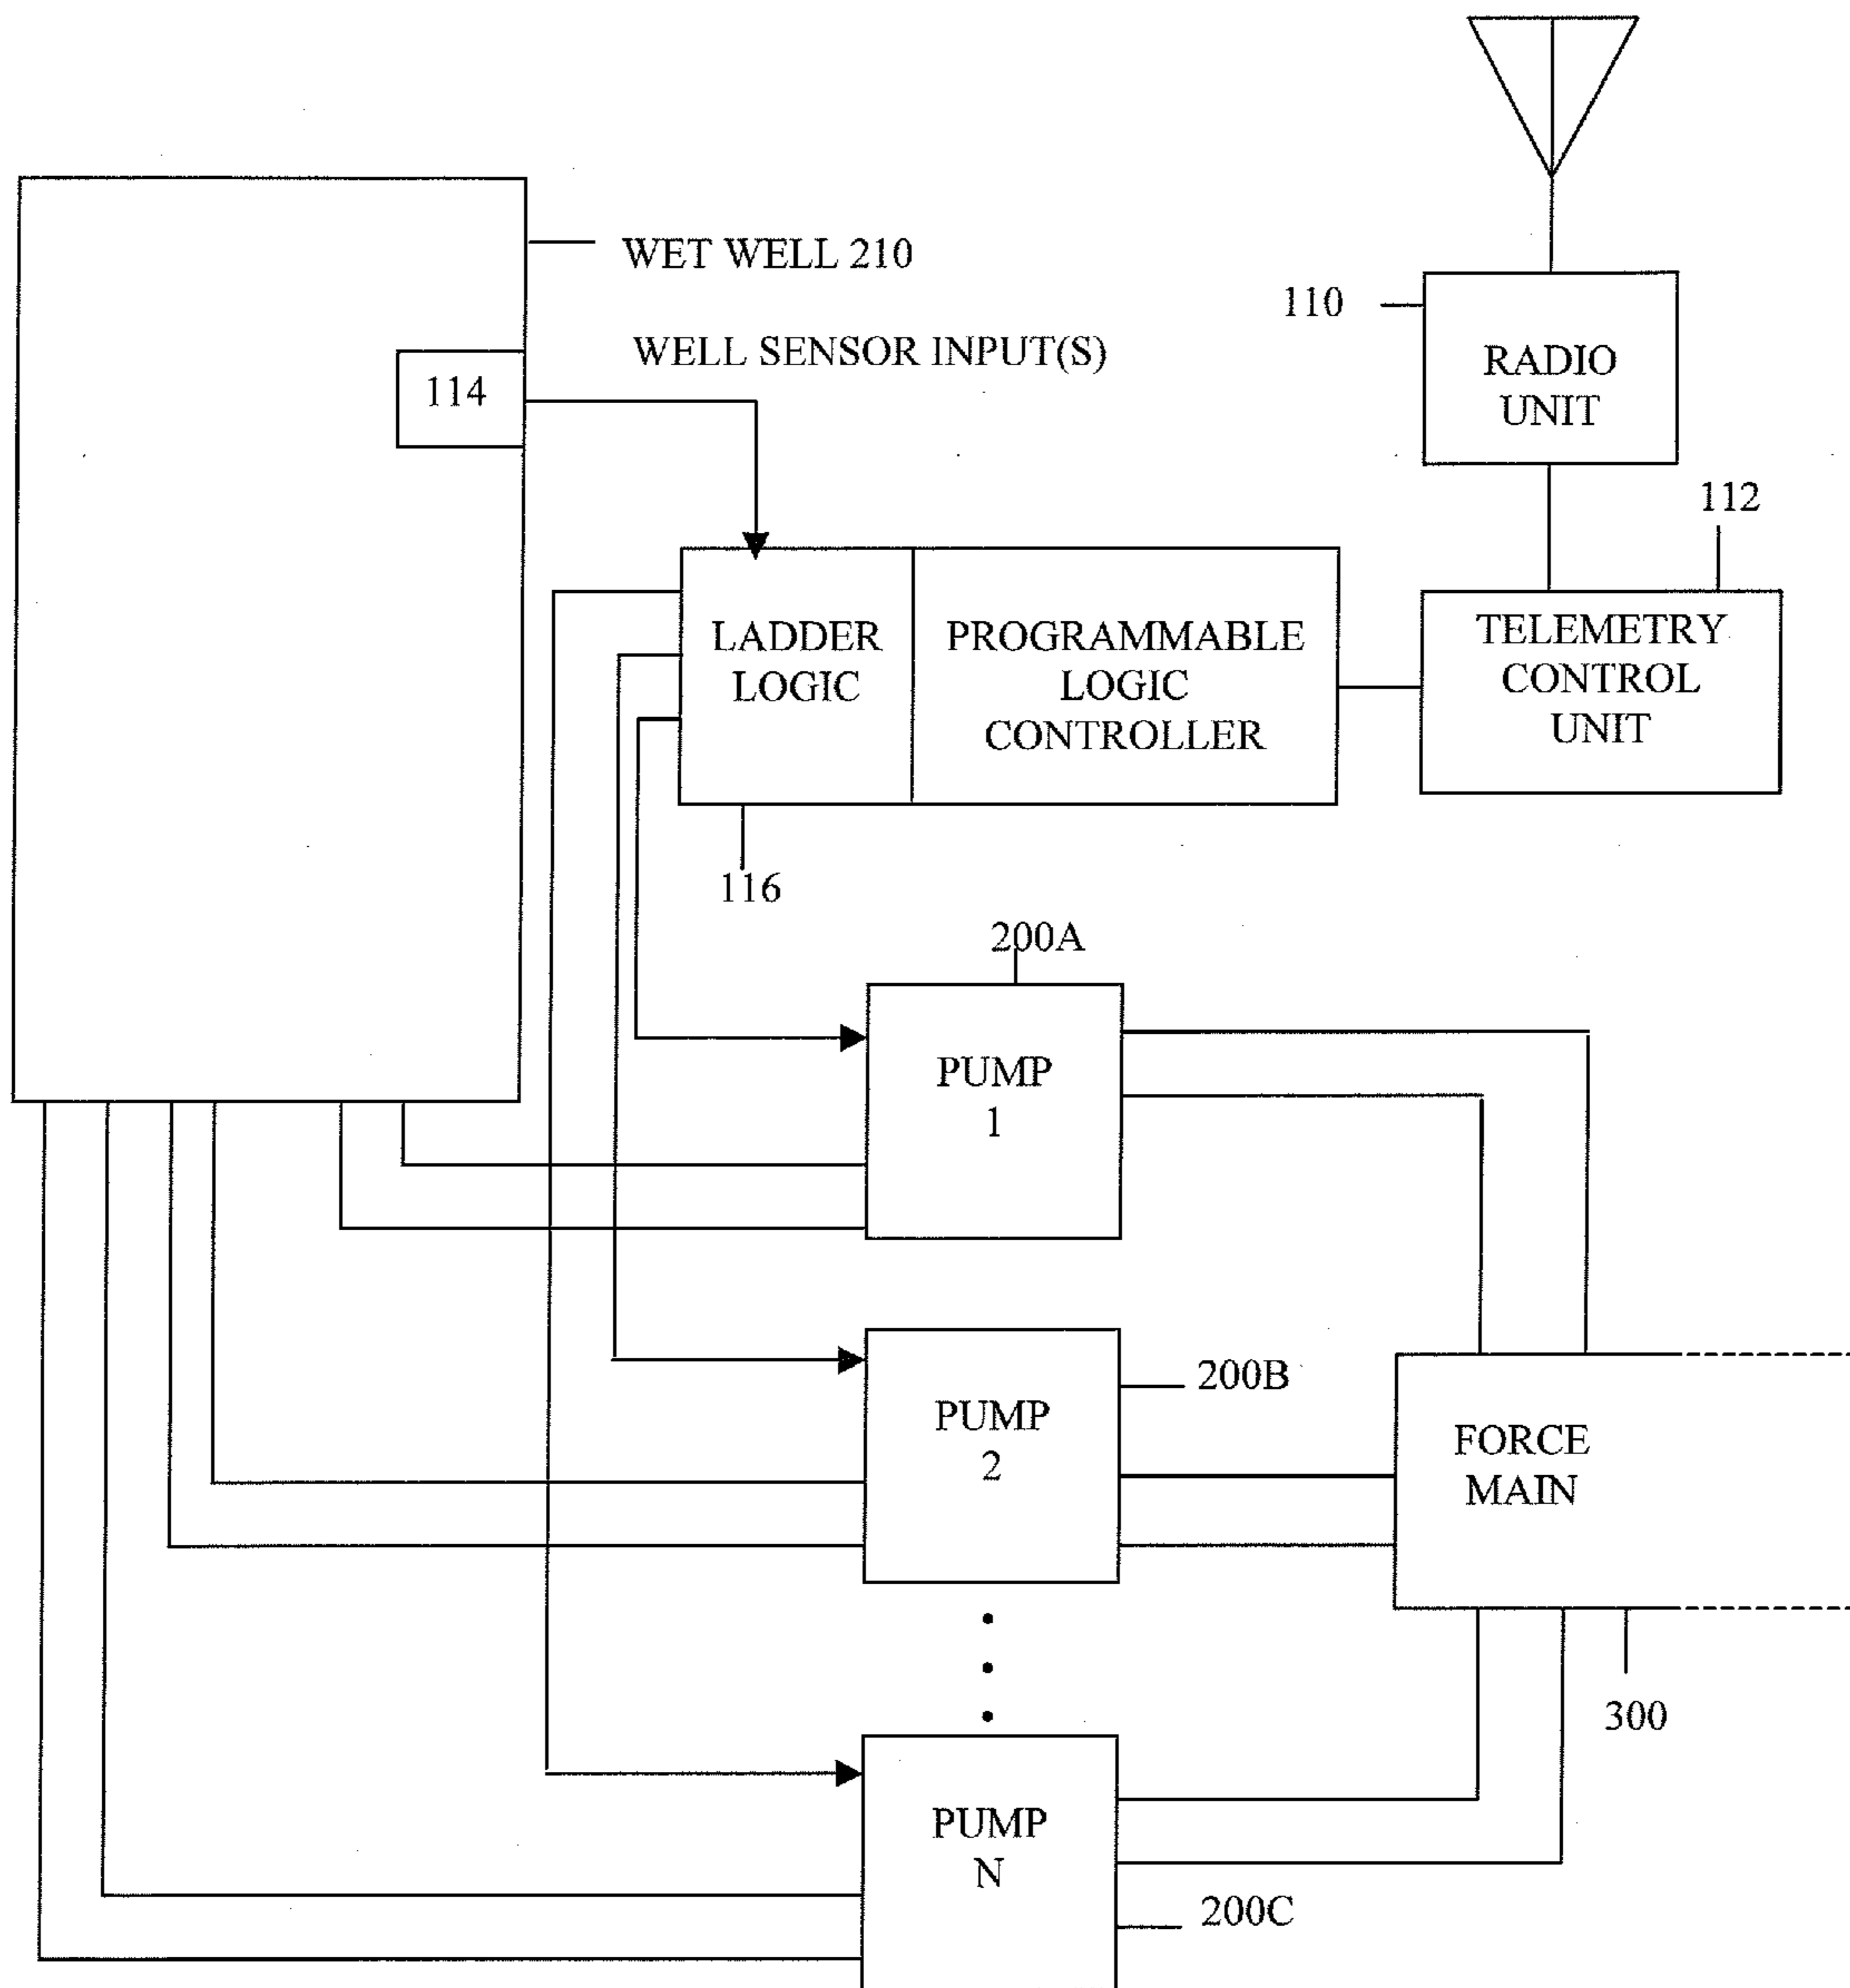 WET WELL 210
WELL SENSOR INPUT(S)
114
110
RADIO
UNIT
112
LADDER
LOGIC
PROGRAMMABLE
LOGIC
CONTROLLER
TELEMETRY
CONTROL
UNIT
116
200A
PUMP
1
200B
PUMP
2
FORCE
MAIN
300
PUMP
N
200C